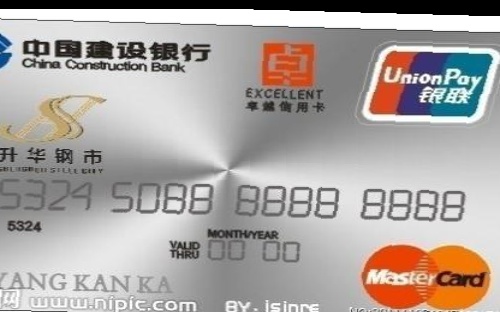 中国建设银行
China Construction Bank
EXCELLENT
卓越信用卡
UnionPay
银联
升华钢市
5324 5088 8888 8888
5324
MONTH/YEAR
VALID THRU 00 00
YANG KAN KA
MasterCard
网 www.nipic.com
BY: isinre